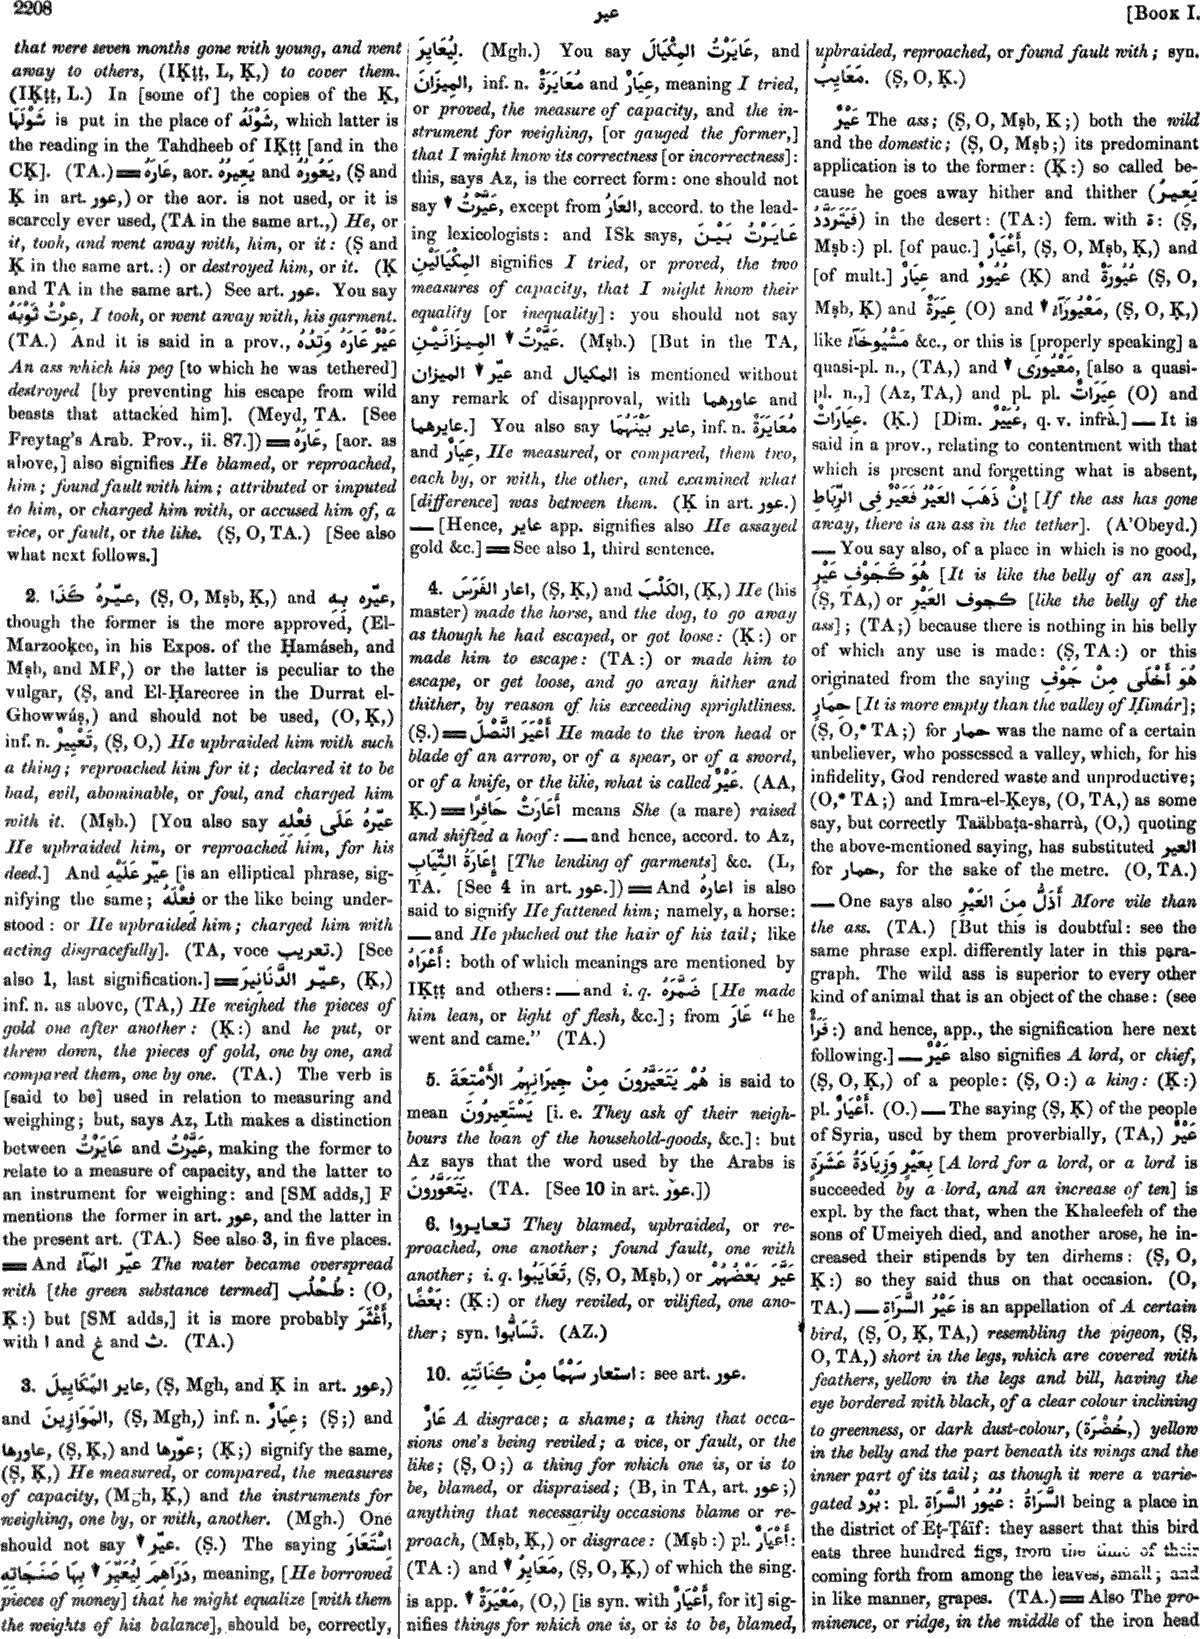 2208
عير
[Book I.
that were seven months gone with young, and went
away to others, (IḲṭṭ, L, Ḳ,) to cover them.
(IḲṭṭ, L.) In [some of] the copies of the Ḳ,
شَوْلَهَا is put in the place of شَوْلَهُ, which latter is
the reading in the Tahdheeb of IḲṭṭ [and in the
CḲ]. (TA.) ═ عَارَهُ, aor. يَعِيرُهُ and يَعُورُهُ, (Ṣ and
Ḳ in art. عور,) or the aor. is not used, or it is
scarcely ever used, (TA in the same art.,) He, or
it, took, and went away with, him, or it: (Ṣ and
Ḳ in the same art.:) or destroyed him, or it. (Ḳ
and TA in the same art.) See art. عور. You say
عِرْتُ ثَوْبَهُ, I took, or went away with, his garment.
(TA.) And it is said in a prov., عَيْرٌ عَارَهُ وَتِدُهُ
An ass which his peg [to which he was tethered]
destroyed [by preventing his escape from wild
beasts that attacked him]. (Meyd, TA. [See
Freytag's Arab. Prov., ii. 87.]) ═ عَارَهُ, [aor. as
above,] also signifies He blamed, or reproached,
him; found fault with him; attributed or imputed
to him, or charged him with, or accused him of, a
vice, or fault, or the like. (Ṣ, O, TA.) [See also
what next follows.]
2. عيّرهُ كَذَا, (Ṣ, O, Mṣb, Ḳ,) and عيّره بِهِ,
though the former is the more approved, (El-
Marzooḳee, in his Expos. of the Ḥamáseh, and
Mṣb, and MF,) or the latter is peculiar to the
vulgar, (Ṣ, and El-Ḥareeree in the Durrat el-
Ghowwáṣ,) and should not be used, (O, Ḳ,)
inf. n. تَعْيِيرٌ, (Ṣ, O,) He upbraided him with such
a thing; reproached him for it; declared it to be
bad, evil, abominable, or foul, and charged him
with it. (Mṣb.) [You also say عيّرهُ عَلَى فِعْلِهِ
He upbraided him, or reproached him, for his
deed.] And عيّر عَلَيْهِ [is an elliptical phrase, sig-
nifying the same; فِعْلَهُ or the like being under-
stood: or He upbraided him; charged him with
acting disgracefully]. (TA, voce تعريب.) [See
also 1, last signification.] ═ عيّر الدَّنَانِيرَ, (Ḳ,)
inf. n. as above, (TA,) He weighed the pieces of
gold one after another: (Ḳ:) and he put, or
threw down, the pieces of gold, one by one, and
compared them, one by one. (TA.) The verb is
[said to be] used in relation to measuring and
weighing; but, says Az, Lth makes a distinction
between عَايَرْتُ and عَيَّرْتُ, making the former to
relate to a measure of capacity, and the latter to
an instrument for weighing: and [SM adds,] F
mentions the former in art. عور, and the latter in
the present art. (TA.) See also 3, in five places.
═ And عيّر المَآءُ The water became overspread
with [the green substance termed] طُحْلُب: (O,
Ḳ:) but [SM adds,] it is more probably أَغْثَرَ,
with ا and غ and ث. (TA.)
3. عاير المَكَايِيلَ, (Ṣ, Mgh, and Ḳ in art. عور,)
and المَوَازِينَ, (Ṣ, Mgh,) inf. n. عِيَارٌ; (Ṣ;) and
عاورها, (Ṣ, Ḳ,) and عوّرها; (Ḳ;) signify the same,
(Ṣ, Ḳ,) He measured, or compared, the measures
of capacity, (Mgh, Ḳ,) and the instruments for
weighing, one by, or with, another. (Mgh.) One
should not say ▾ عيّر. (Ṣ.) The saying اسْتَعَارَ
دَرَاهِمَ لِيُعَيِّرَ ▾ بِهَا صَنَجَاتِهِ, meaning, [He borrowed
pieces of money] that he might equalize [with them
the weights of his balance], should be, correctly,
لِيُعَايِرَ. (Mgh.) You say عَايَرْتُ المِكْيَالَ, and
المِيزَانَ, inf. n. مُعَايَرَةٌ and عِيَارٌ, meaning I tried,
or proved, the measure of capacity, and the in-
strument for weighing, [or gauged the former,]
that I might know its correctness [or incorrectness]:
this, says Az, is the correct form: one should not
say ▾ عَيَّرْتُ, except from العَارُ, accord. to the lead-
ing lexicologists: and ISk says, عَايَرْتُ بَيْنَ
المِكْيَالَيْنِ signifies I tried, or proved, the two
measures of capacity, that I might know their
equality [or inequality]: you should not say
عَيَّرْتُ ▾ المِيزَانَيْنِ. (Mṣb.) [But in the TA,
عيّر ▾ الميزان and المكيال is mentioned without
any remark of disapproval, with عاورهما and
عايرهما.] You also say عاير بَيْنَهُمَا, inf. n. مُعَايَرَةٌ
and عِيَارٌ, He measured, or compared, them two,
each by, or with, the other, and examined what
[difference] was between them. (Ḳ in art. عور.)
— [Hence, عاير app. signifies also He assayed
gold &c.] ═ See also 1, third sentence.
4. اعار الفَرَسَ, (Ṣ, Ḳ,) and الكَلْبَ, (Ḳ,) He (his
master) made the horse, and the dog, to go away
as though he had escaped, or got loose: (Ḳ:) or
made him to escape: (TA:) or made him to
escape, or get loose, and go away hither and
thither, by reason of his exceeding sprightliness.
(Ṣ.) ═ أَعْيَرَ النَّصْلَ He made to the iron head or
blade of an arrow, or of a spear, or of a sword,
or of a knife, or the like, what is called عَيْرٌ. (AA,
Ḳ.) ═ أَعَارَتْ حَافِرًا means She (a mare) raised
and shifted a hoof: — and hence, accord. to Az,
إِعَارَةُ الثِّيَابِ [The lending of garments] &c. (L,
TA. [See 4 in art. عور.]) ═ And اعارهُ is also
said to signify He fattened him; namely, a horse:
— and He plucked out the hair of his tail; like
أَعْرَاهُ: both of which meanings are mentioned by
IḲṭṭ and others: — and i. q. ضَمَّرَهُ [He made
him lean, or light of flesh, &c.]; from عَارَ "he
went and came." (TA.)
5. هُمْ يَتَعَيَّرُونَ مِنْ جِيرَانِهِمُ الأَمْتِعَةَ is said to
mean يَسْتَعِيرُونَ [i. e. They ask of their neigh-
bours the loan of the household-goods, &c.]: but
Az says that the word used by the Arabs is
يَتَعَوَّرُونَ. (TA. [See 10 in art. عور.])
6. تعايروا They blamed, upbraided, or re-
proached, one another; found fault, one with
another; i. q. تَعَايَبُوا, (Ṣ, O, Mṣb,) or عَيَّرَ بَعْضُهُمْ
بَعْضًا: (Ḳ:) or they reviled, or vilified, one ano-
ther; syn. تَسَابُّوا. (AZ.)
10. استعار سَهْمًا مِنْ كِنَانَتِهِ: see art. عور.
عَارٌ A disgrace; a shame; a thing that occa-
sions one's being reviled; a vice, or fault, or the
like; (Ṣ, O;) a thing for which one is, or is to
be, blamed, or dispraised; (B, in TA, art. عور;)
anything that necessarily occasions blame or re-
proach, (Mṣb, Ḳ,) or disgrace: (Mṣb:) pl. أَعْيَارٌ:
(TA:) and ▾ مَعَايِرُ, (Ṣ, O, Ḳ,) of which the sing.
is app. ▾ مَعْيَرَةٌ, (O,) [is syn. with أَعْيَارٌ, for it] sig-
nifies things for which one is, or is to be, blamed,
upbraided, reproached, or found fault with; syn.
مَعَايِبُ. (Ṣ, O, Ḳ.)
عَيْرٌ The ass; (Ṣ, O, Mṣb, Ḳ;) both the wild
and the domestic; (Ṣ, O, Mṣb;) its predominant
application is to the former: (Ḳ:) so called be-
cause he goes away hither and thither (يَعِيرُ
فَيَتَرَدَّدُ) in the desert: (TA:) fem. with ة: (Ṣ,
Mṣb:) pl. [of pauc.] أَعْيَارٌ, (Ṣ, O, Mṣb, Ḳ,) and
[of mult.] عِيَارٌ and عُيُورٌ (Ḳ) and عُيُورَةٌ (Ṣ, O,
Mṣb, Ḳ) and عِيَرَةٌ (O) and ▾ مَعْيُورَآءُ, (Ṣ, O, Ḳ,)
like مَشْيُوخَآءُ &c., or this is [properly speaking] a
quasi-pl. n., (TA,) and ▾ مَعْيُورَى, [also a quasi-
pl. n.,] (Az, TA,) and pl. pl. عِيَرَاتٌ (O) and
عِيَارَاتٌ. (Ḳ.) [Dim. عُيَيْرٌ, q. v. infrà.] — It is
said in a prov., relating to contentment with that
which is present and forgetting what is absent,
إِنْ ذَهَبَ العَيْرُ فَعَيْرٌ فِى الرِّبَاطِ [If the ass has gone
away, there is an ass in the tether]. (A'Obeyd.)
— You say also, of a place in which is no good,
هُوَ كَجَوْفِ عَيْرٍ [It is like the belly of an ass],
(Ṣ, TA,) or كجوف العَيْرِ [like the belly of the
ass]; (TA;) because there is nothing in his belly
of which any use is made: (Ṣ, TA:) or this
originated from the saying هُوَ أَخْلَى مِنْ جَوْفِ
حِمَارٍ [It is more empty than the valley of Ḥimár];
(Ṣ, O,* TA;) for حمار was the name of a certain
unbeliever, who possessed a valley, which, for his
infidelity, God rendered waste and unproductive;
(O,* TA;) and Imra-el-Ḳeys, (O, TA,) as some
say, but correctly Taäbbaṭa-sharrà, (O,) quoting
the above-mentioned saying, has substituted العير
for حمار, for the sake of the metre. (O, TA.)
— One says also أَذَلُّ مِنَ العَيْرِ More vile than
the ass. (TA.) [But this is doubtful: see the
same phrase expl. differently later in this para-
graph. The wild ass is superior to every other
kind of animal that is an object of the chase: (see
فَرَأٌ:) and hence, app., the signification here next
following.] — عَيْرٌ also signifies A lord, or chief,
(Ṣ, O, Ḳ,) of a people: (Ṣ, O:) a king: (Ḳ:)
pl. أَعْيَارٌ. (O.) — The saying (Ṣ, Ḳ) of the people
of Syria, used by them proverbially, (TA,) عَيْرٌ
بِعَيْرٍ وَزِيَادَةُ عَشَرَةٍ [A lord for a lord, or a lord is
succeeded by a lord, and an increase of ten] is
expl. by the fact that, when the Khaleefeh of the
sons of Umeiyeh died, and another arose, he in-
creased their stipends by ten dirhems: (Ṣ, O,
Ḳ:) so they said thus on that occasion. (O,
TA.) — عَيْرُ السَّرَاةِ is an appellation of A certain
bird, (Ṣ, O, Ḳ, TA,) resembling the pigeon, (Ṣ,
O, TA,) short in the legs, which are covered with
feathers, yellow in the legs and bill, having the
eye bordered with black, of a clear colour inclining
to greenness, or dark dust-colour, (خُضْرَة,) yellow
in the belly and the part beneath its wings and the
inner part of its tail; as though it were a varie-
gated بُرْد: pl. عُيُورُ السَّرَاةِ: السَّرَاةُ being a place in
the district of Eṭ-Ṭáïf: they assert that this bird
eats three hundred figs, from the time of their
coming forth from among the leaves, small; and
in like manner, grapes. (TA.) ═ Also The pro-
minence, or ridge, in the middle of the iron head